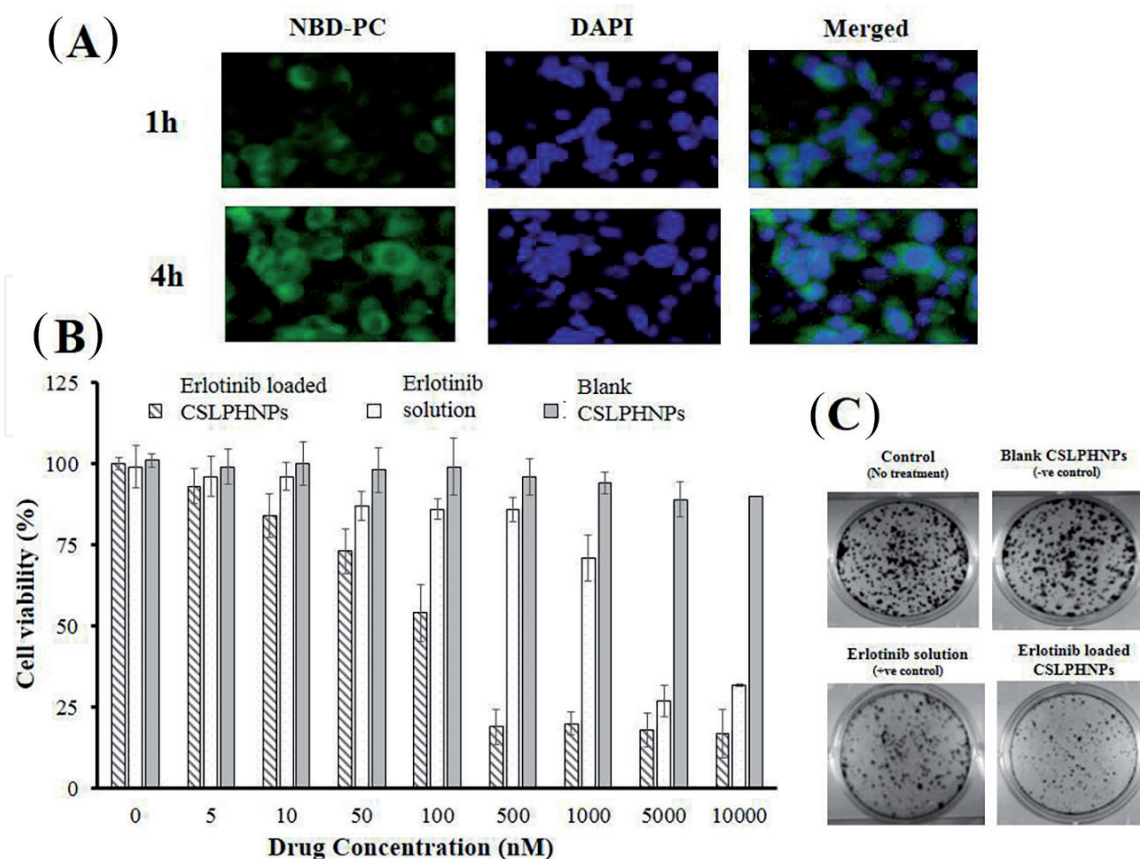 (A)
NBD-PC DAPI Merged
1h
4h
(B)
Erlotinib loaded
CSLPHNPs
Erlotinib
solution
Blank
CSLPHNPs
125
100
75
50
25
0
Cell viability (%)
0 5 10 50 100 500 1000 5000 10000
Drug Concentration (nM)
(C)
Control
(No treatment)
Blank CSLPHNPs
(-ve control)
Erlotinib solution
(+ve control)
Erlotinib loaded
CSLPHNPs